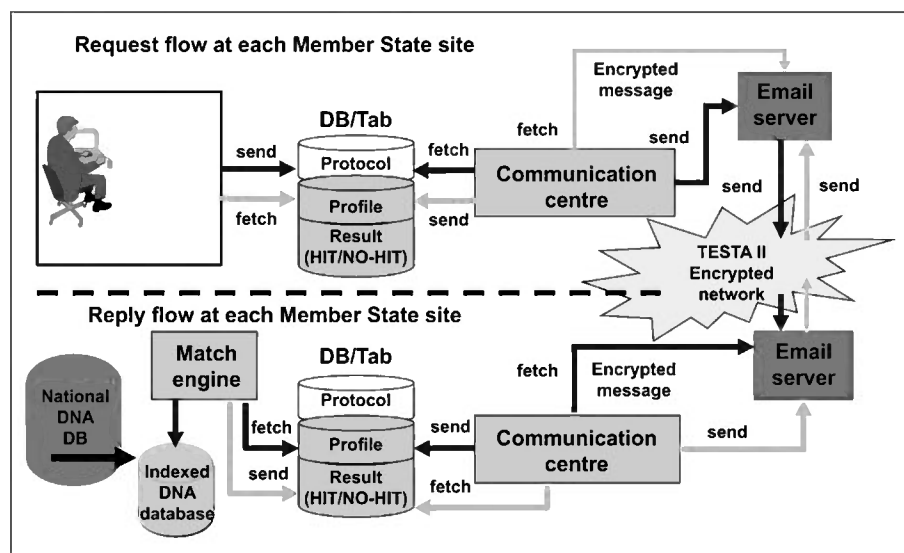 Request flow at each Member State site
Encrypted
message
Email
server
DB/Tab
fetch
send
send
fetch
Protocol
Communication
centre
Profile
fetch
send
Result
(HIT/NO-HIT)
send
send
TESTA II
Encrypted
network
Reply flow at each Member State site
Match
engine
DB/Tab
fetch
Encrypted
message
Email
server
National
DNA
DB
Protocol
fetch
send
Profile
Communication
centre
send
Indexed
DNA
database
send
Result
(HIT/NO-HIT)
fetch